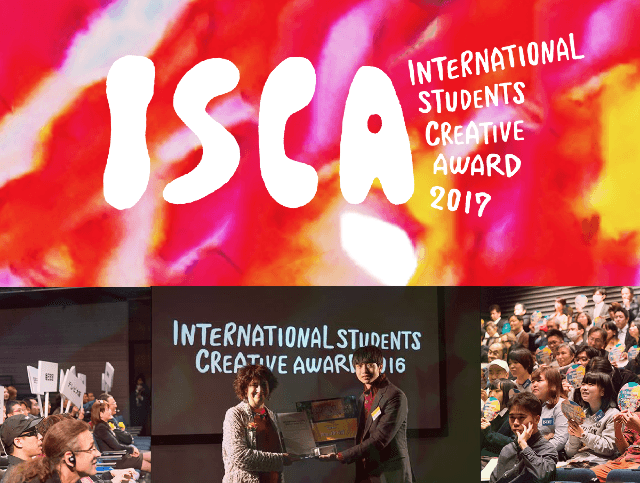 ISCA
INTERNATIONAL
STUDENTS
CREATIVE
AWARD
2017
INTERNATIONAL STUDENTS
CREATIVE AWARD 2016